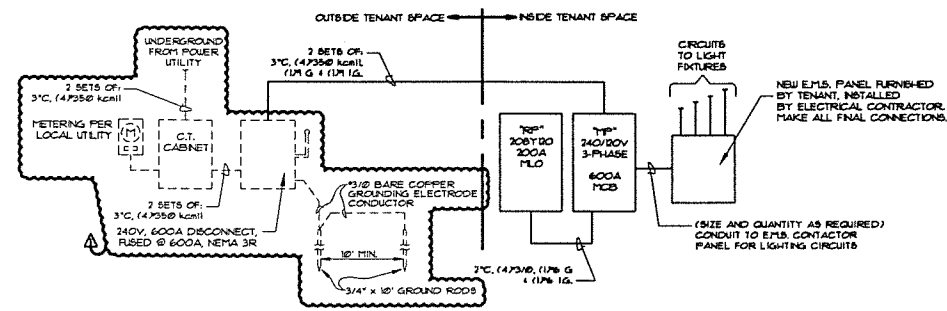 OUTSIDE TENANT SPACE
INSIDE TENANT SPACE
UNDERGROUND
FROM POWER
UTILITY
2 SETS OF:
3"C, (4)*350 kcmil,
(1)*1 G & (1)*1 I.G.
CIRCUITS
TO LIGHT
FIXTURES
2 SETS OF:
3"C, (4)*350 kcmil
METERING PER
LOCAL UTILITY
M
C.T.
CABINET
NEW E.M.S. PANEL FURNISHED
BY TENANT, INSTALLED
BY ELECTRICAL CONTRACTOR.
MAKE ALL FINAL CONNECTIONS.
"RP"
208Y120
200A
MLO
"MP"
240/120V
3-PHASE
600A
MCB
2 SETS OF:
3"C, (4)*350 kcmil
*3/0 BARE COPPER
GROUNDING ELECTRODE
CONDUCTOR
240V, 600A DISCONNECT,
FUSED @ 600A, NEMA 3R
10' MIN.
3/4" x 10' GROUND RODS
(SIZE AND QUANTITY AS REQUIRED)
CONDUIT TO E.M.S. CONTACTOR
PANEL FOR LIGHTING CIRCUITS
2"C, (4)*3/0, (1)*6 G
& (1)*6 I.G.